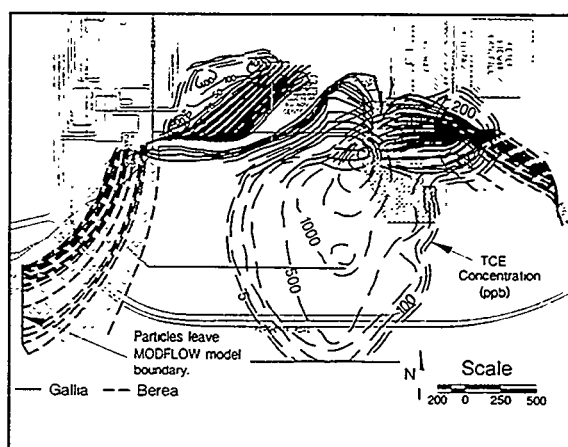 200
1000
500
5
100
TCE
Concentration
(ppb)
Particles leave
MODFLOW model
boundary.
N
Scale
200 0 250 500
Gallia Berea